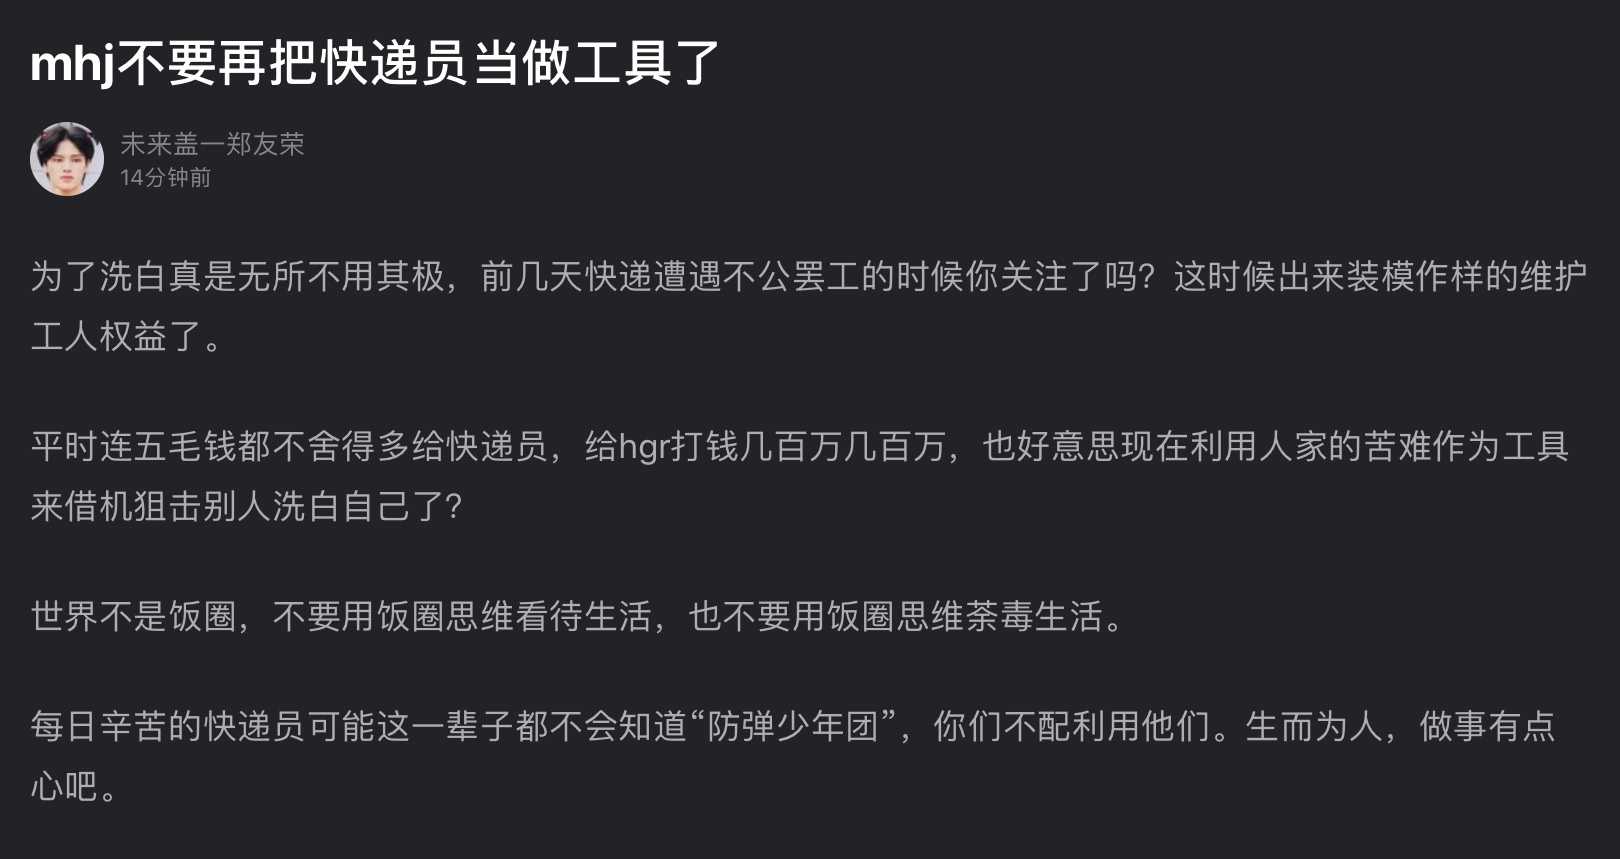 mhj不要再把快递员当做工具了
未来盖一郑友荣
14分钟前
为了洗白真是无所不用其极，前几天快递遭遇不公罢工的时候你关注了吗？这时候出来装模作样的维护
工人权益了。
平时连五毛钱都不舍得多给快递员，给hgr打钱几百万几百万，也好意思现在利用人家的苦难作为工具
来借机狙击别人洗白自己了？
世界不是饭圈，不要用饭圈思维看待生活，也不要用饭圈思维荼毒生活。
每日辛苦的快递员可能这一辈子都不会知道“防弹少年团”，你们不配利用他们。生而为人，做事有点
心吧。